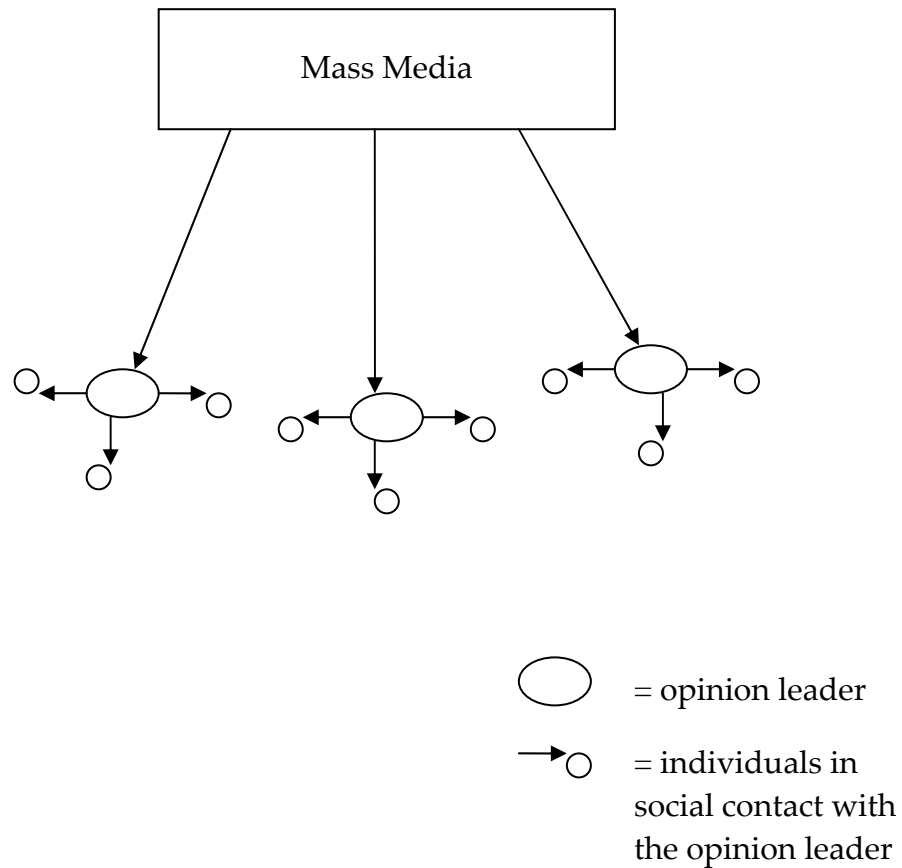 Mass Media
= opinion leader
= individuals in
social contact with
the opinion leader